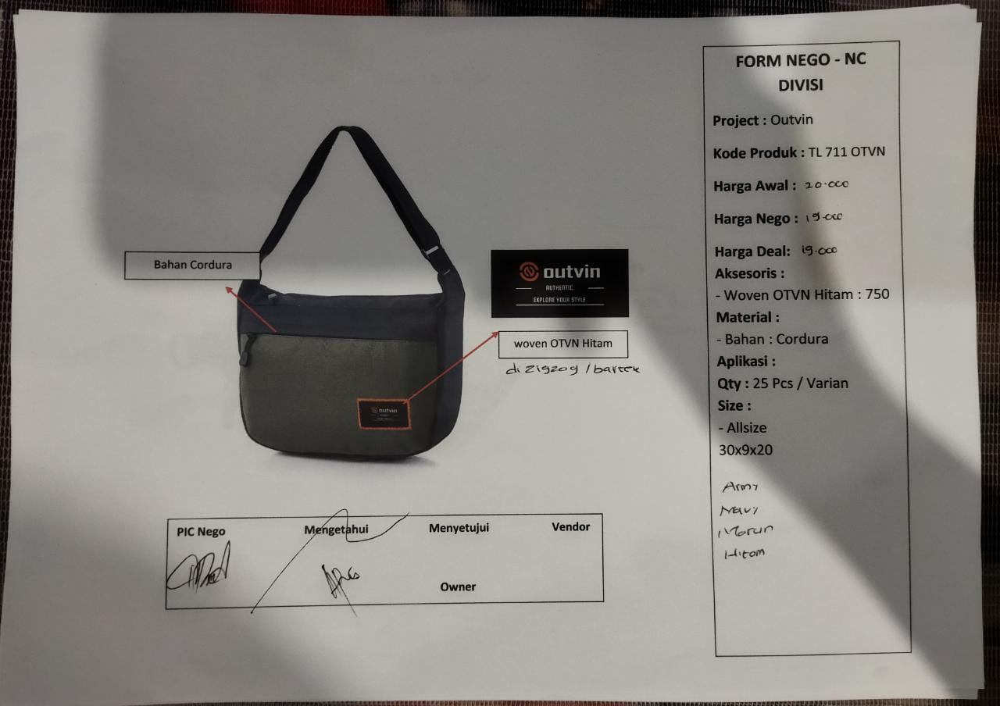 FORM NEGO - NC
DIVISI
Project : Outvin
Kode Produk : TL 711 OTVN
Harga Awal : 20.000
Harga Nego : 19.000
Harga Deal: 19.000
Aksesoris :
- Woven OTVN Hitam : 750
Material :
- Bahan : Cordura
Aplikasi :
Qty : 25 Pcs / Varian
Size :
- Allsize
30x9x20
Army
Navy
Marun
Hitam
Bahan Cordura
outvin
AUTHENTIC
EXPLORE YOUR STYLE
woven OTVN Hitam
di zigzag / bartek
outvin
PIC Nego Mengetahui Menyetujui Vendor
Owner